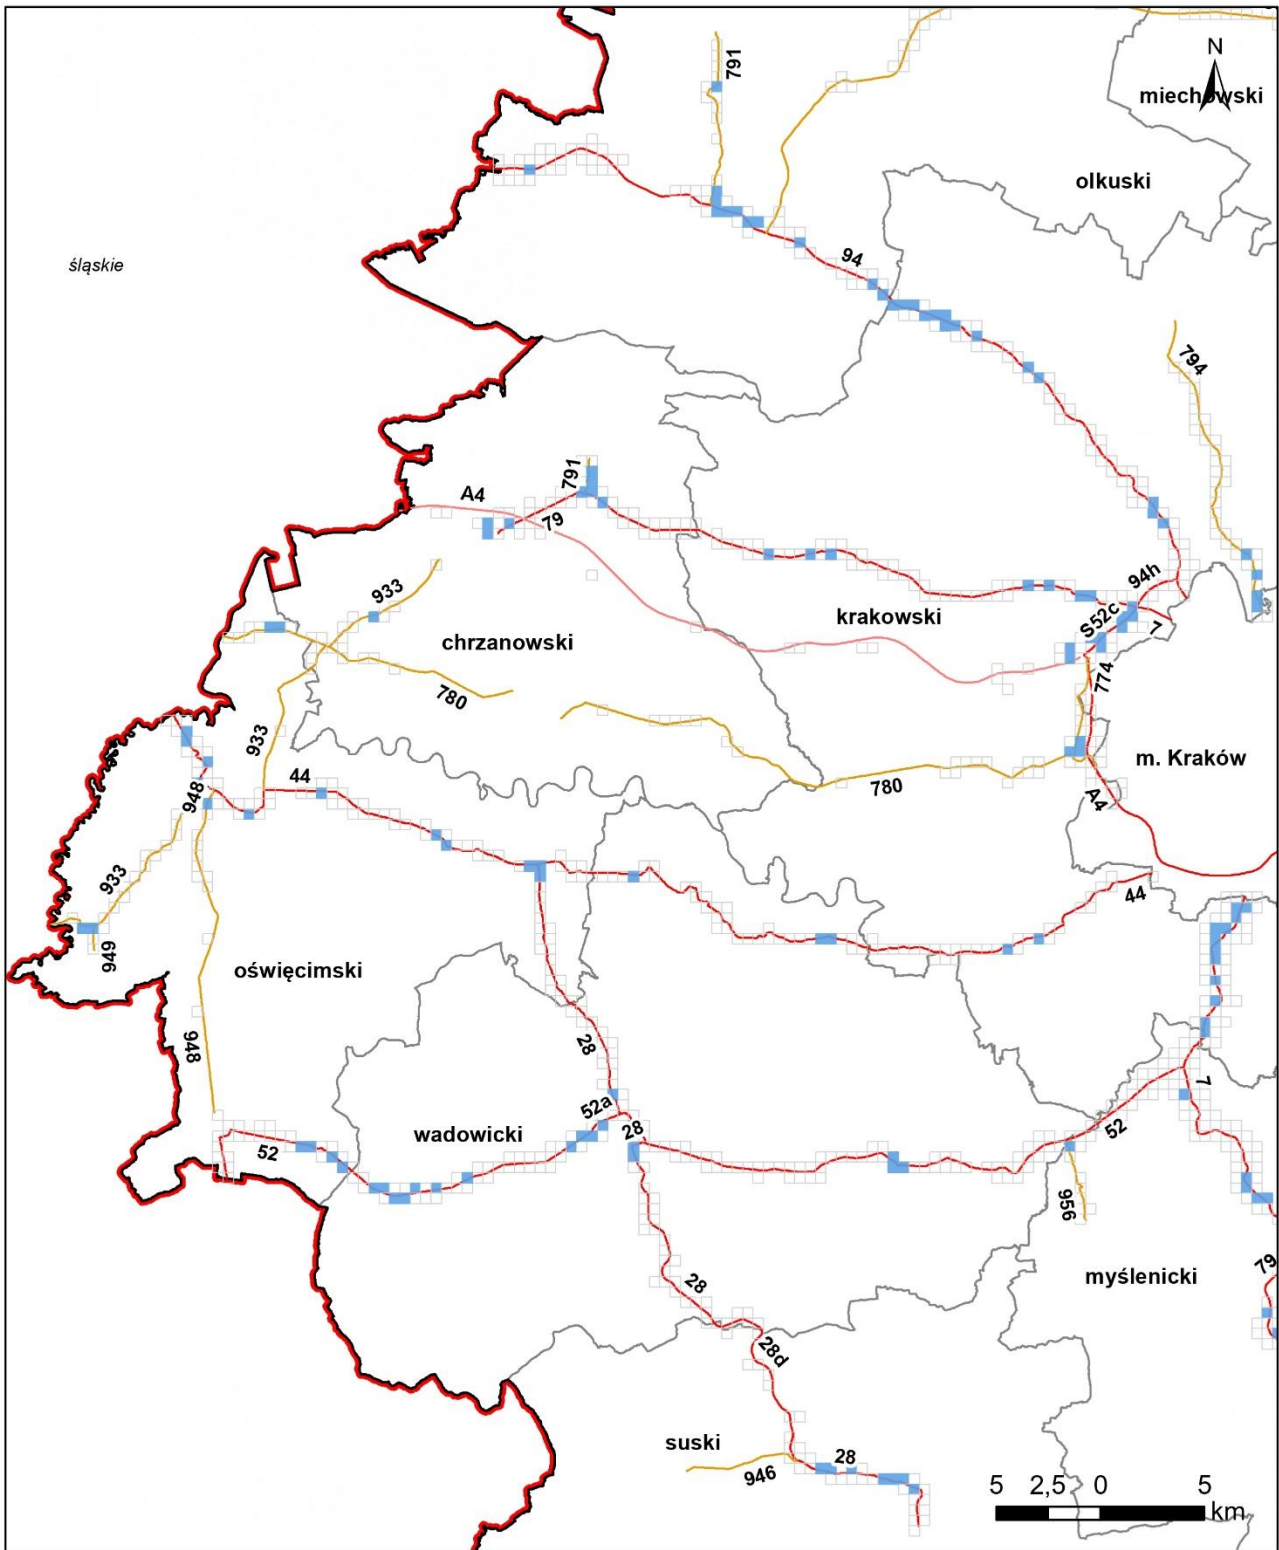 N
791
miechowski
olkuski
śląskie
94
794
791
A4
79
94h
933
krakowski
S52c
7
chrzanowski
774
780
933
44
m. Kraków
948
780
A4
933
44
949
oświęcimski
948
28
7
52a
28
wadowicki
52
52
956
myślenicki
79
28
28d
suski
28
946
5 2,5 0 5
km